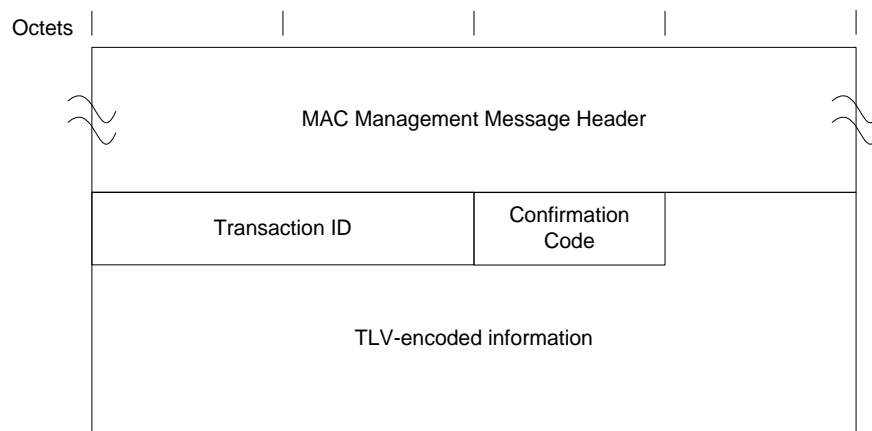 Octets
MAC Management Message Header
Transaction ID
Confirmation
Code
TLV-encoded information